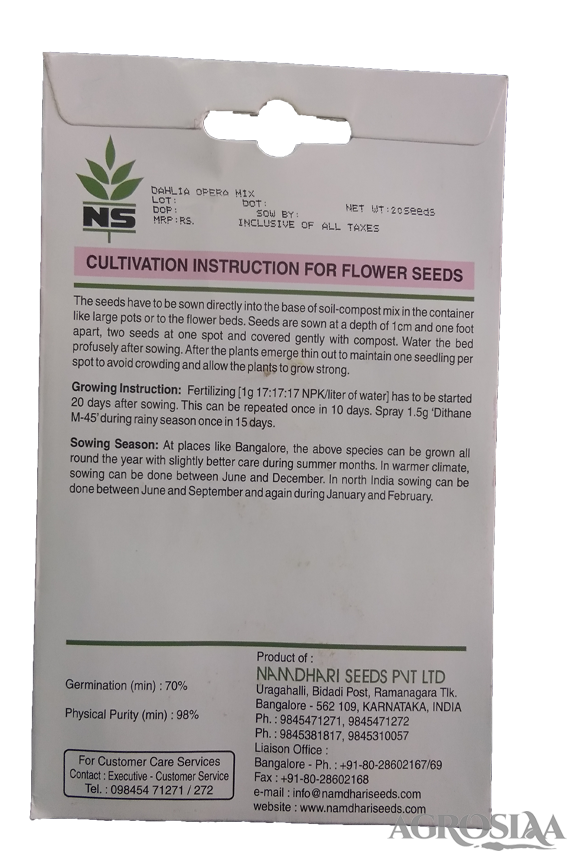 NS
DAHLIA OPERA MIX
LOT: DOT: NET WT:20Seeds
DOP: SOW BY:
MRP:RS. INCLUSIVE OF ALL TAXES
CULTIVATION INSTRUCTION FOR FLOWER SEEDS
The seeds have to be sown directly into the base of soil-compost mix in the container
like large pots or to the flower beds. Seeds are sown at a depth of 1cm and one foot
apart, two seeds at one spot and covered gently with compost. Water the bed
profusely after sowing. After the plants emerge thin out to maintain one seedling per
spot to avoid crowding and allow the plants to grow strong.
Growing Instruction: Fertilizing [1g 17:17:17 NPK/liter of water] has to be started
20 days after sowing. This can be repeated once in 10 days. Spray 1.5g 'Dithane
M-45' during rainy season once in 15 days.
Sowing Season: At places like Bangalore, the above species can be grown all
round the year with slightly better care during summer months. In warmer climate,
sowing can be done between June and December. In north India sowing can be
done between June and September and again during January and February.
Germination (min) : 70%
Physical Purity (min) : 98%
For Customer Care Services
Contact : Executive - Customer Service
Tel. : 098454 71271 / 272
Product of :
NAMDHARI SEEDS PVT LTD
Uragahalli, Bidadi Post, Ramanagara Tlk.
Bangalore - 562 109, KARNATAKA, INDIA
Ph. : 9845471271, 9845471272
Ph. : 9845381817, 9845310057
Liaison Office :
Bangalore - Ph. : +91-80-28602167/69
Fax : +91-80-28602168
e-mail : info@namdhariseeds.com
website : www.namdhariseeds.com
AGROSIAA